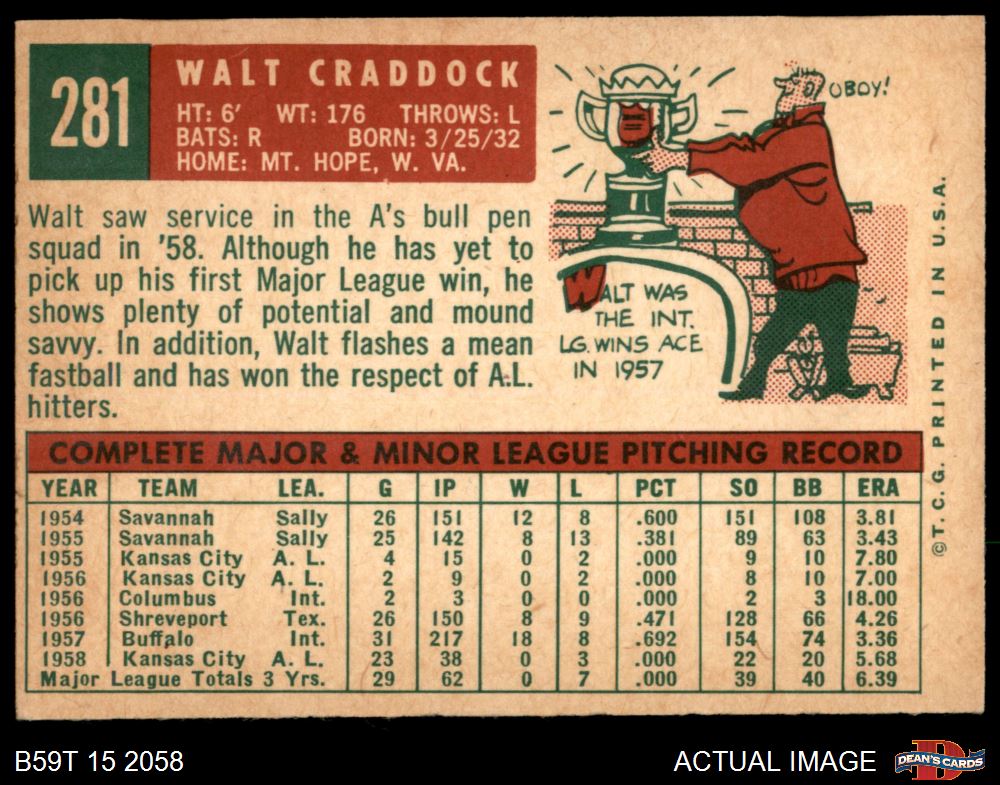 281
WALT CRADDOCK
HT: 6' WT: 176 THROWS: L
BATS: R BORN: 3/25/32
HOME: MT. HOPE, W. VA.
Walt saw service in the A's bull pen
squad in '58. Although he has yet to
pick up his first Major League win, he
shows plenty of potential and mound
savvy. In addition, Walt flashes a mean
fastball and has won the respect of A.L.
hitters.
OBOY!
WALT WAS
THE INT.
LG. WINS ACE
IN 1957
COMPLETE MAJOR & MINOR LEAGUE PITCHING RECORD
YEAR TEAM LEA. G IP W L PCT SO BB ERA
1954 Savannah Sally 26 151 12 8 .600 151 108 3.81
1955 Savannah Sally 25 142 8 13 .381 89 63 3.43
1955 Kansas City A. L. 4 15 0 2 .000 9 10 7.80
1956 Kansas City A. L. 2 9 0 2 .000 8 10 7.00
1956 Columbus Int. 2 3 0 0 .000 2 3 18.00
1956 Shreveport Tex. 26 150 8 9 .471 128 66 4.26
1957 Buffalo Int. 31 217 18 8 .692 154 74 3.36
1958 Kansas City A. L. 23 38 0 3 .000 22 20 5.68
Major League Totals 3 Yrs. 29 62 0 7 .000 39 40 6.39
© T. C. G. PRINTED IN U.S.A.
B59T 15 2058
ACTUAL IMAGE
DEAN'S CARDS